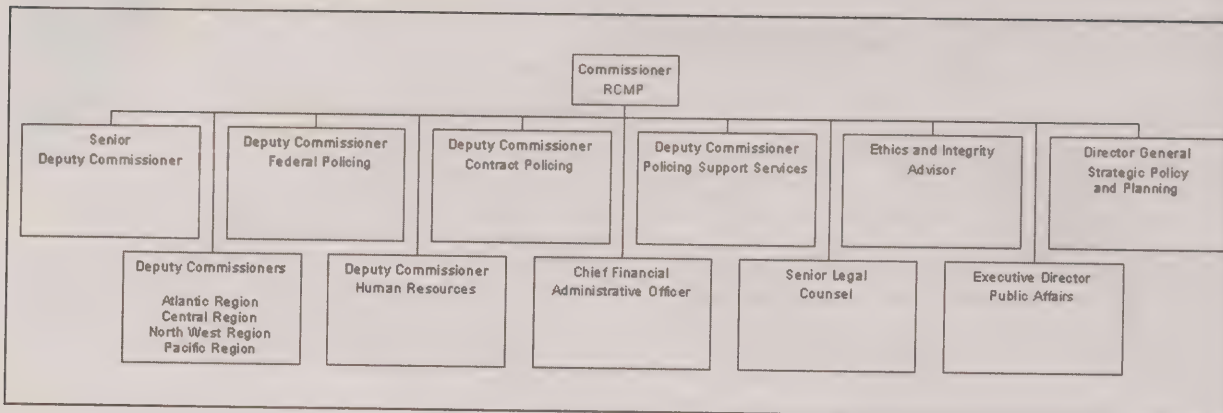 Commissioner
RCMP
Senior
Deputy Commissioner
Deputy Commissioner
Federal Policing
Deputy Commissioner
Contract Policing
Deputy Commissioner
Policing Support Services
Ethics and Integrity
Advisor
Director General
Strategic Policy
and Planning
Deputy Commissioners
Atlantic Region
Central Region
North West Region
Pacific Region
Deputy Commissioner
Human Resources
Chief Financial
Administrative Officer
Senior Legal
Counsel
Executive Director
Public Affairs